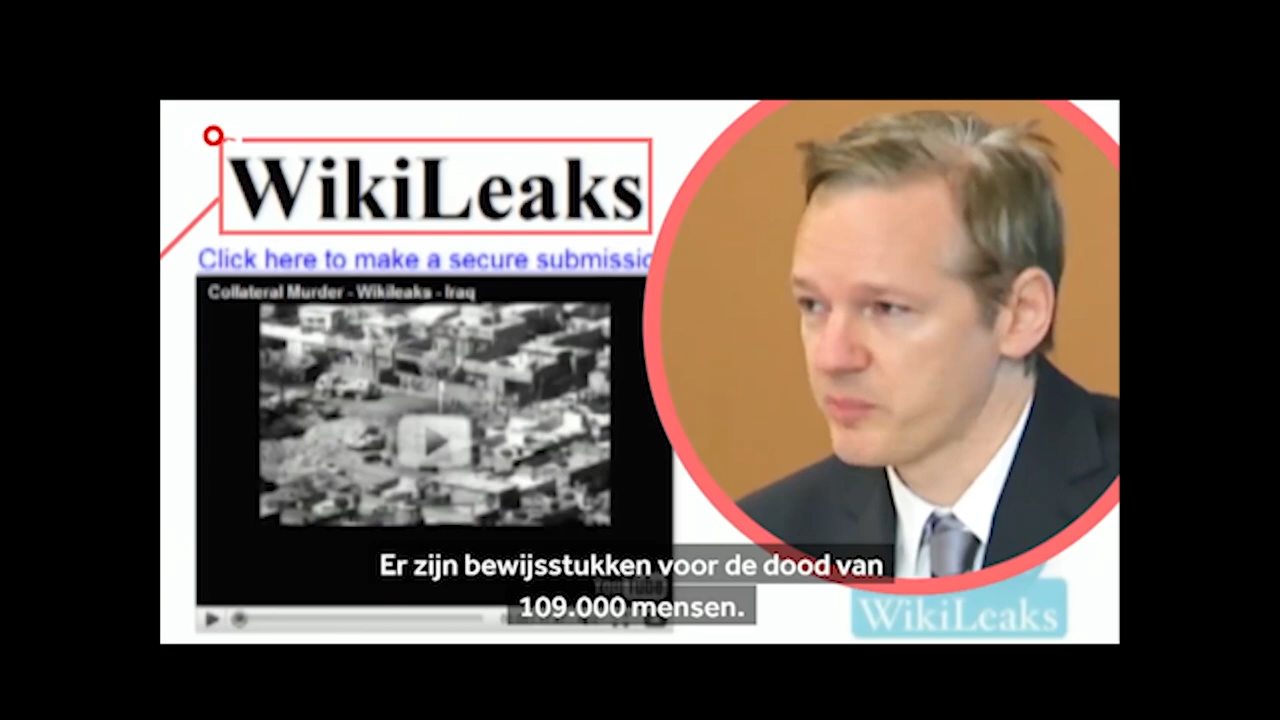 WikiLeaks
Click here to make a secure submissio
Collateral Murder - Wikileaks - Iraq
YouTube
Er zijn bewijsstukken voor de dood van
109.000 mensen.
WikiLeaks